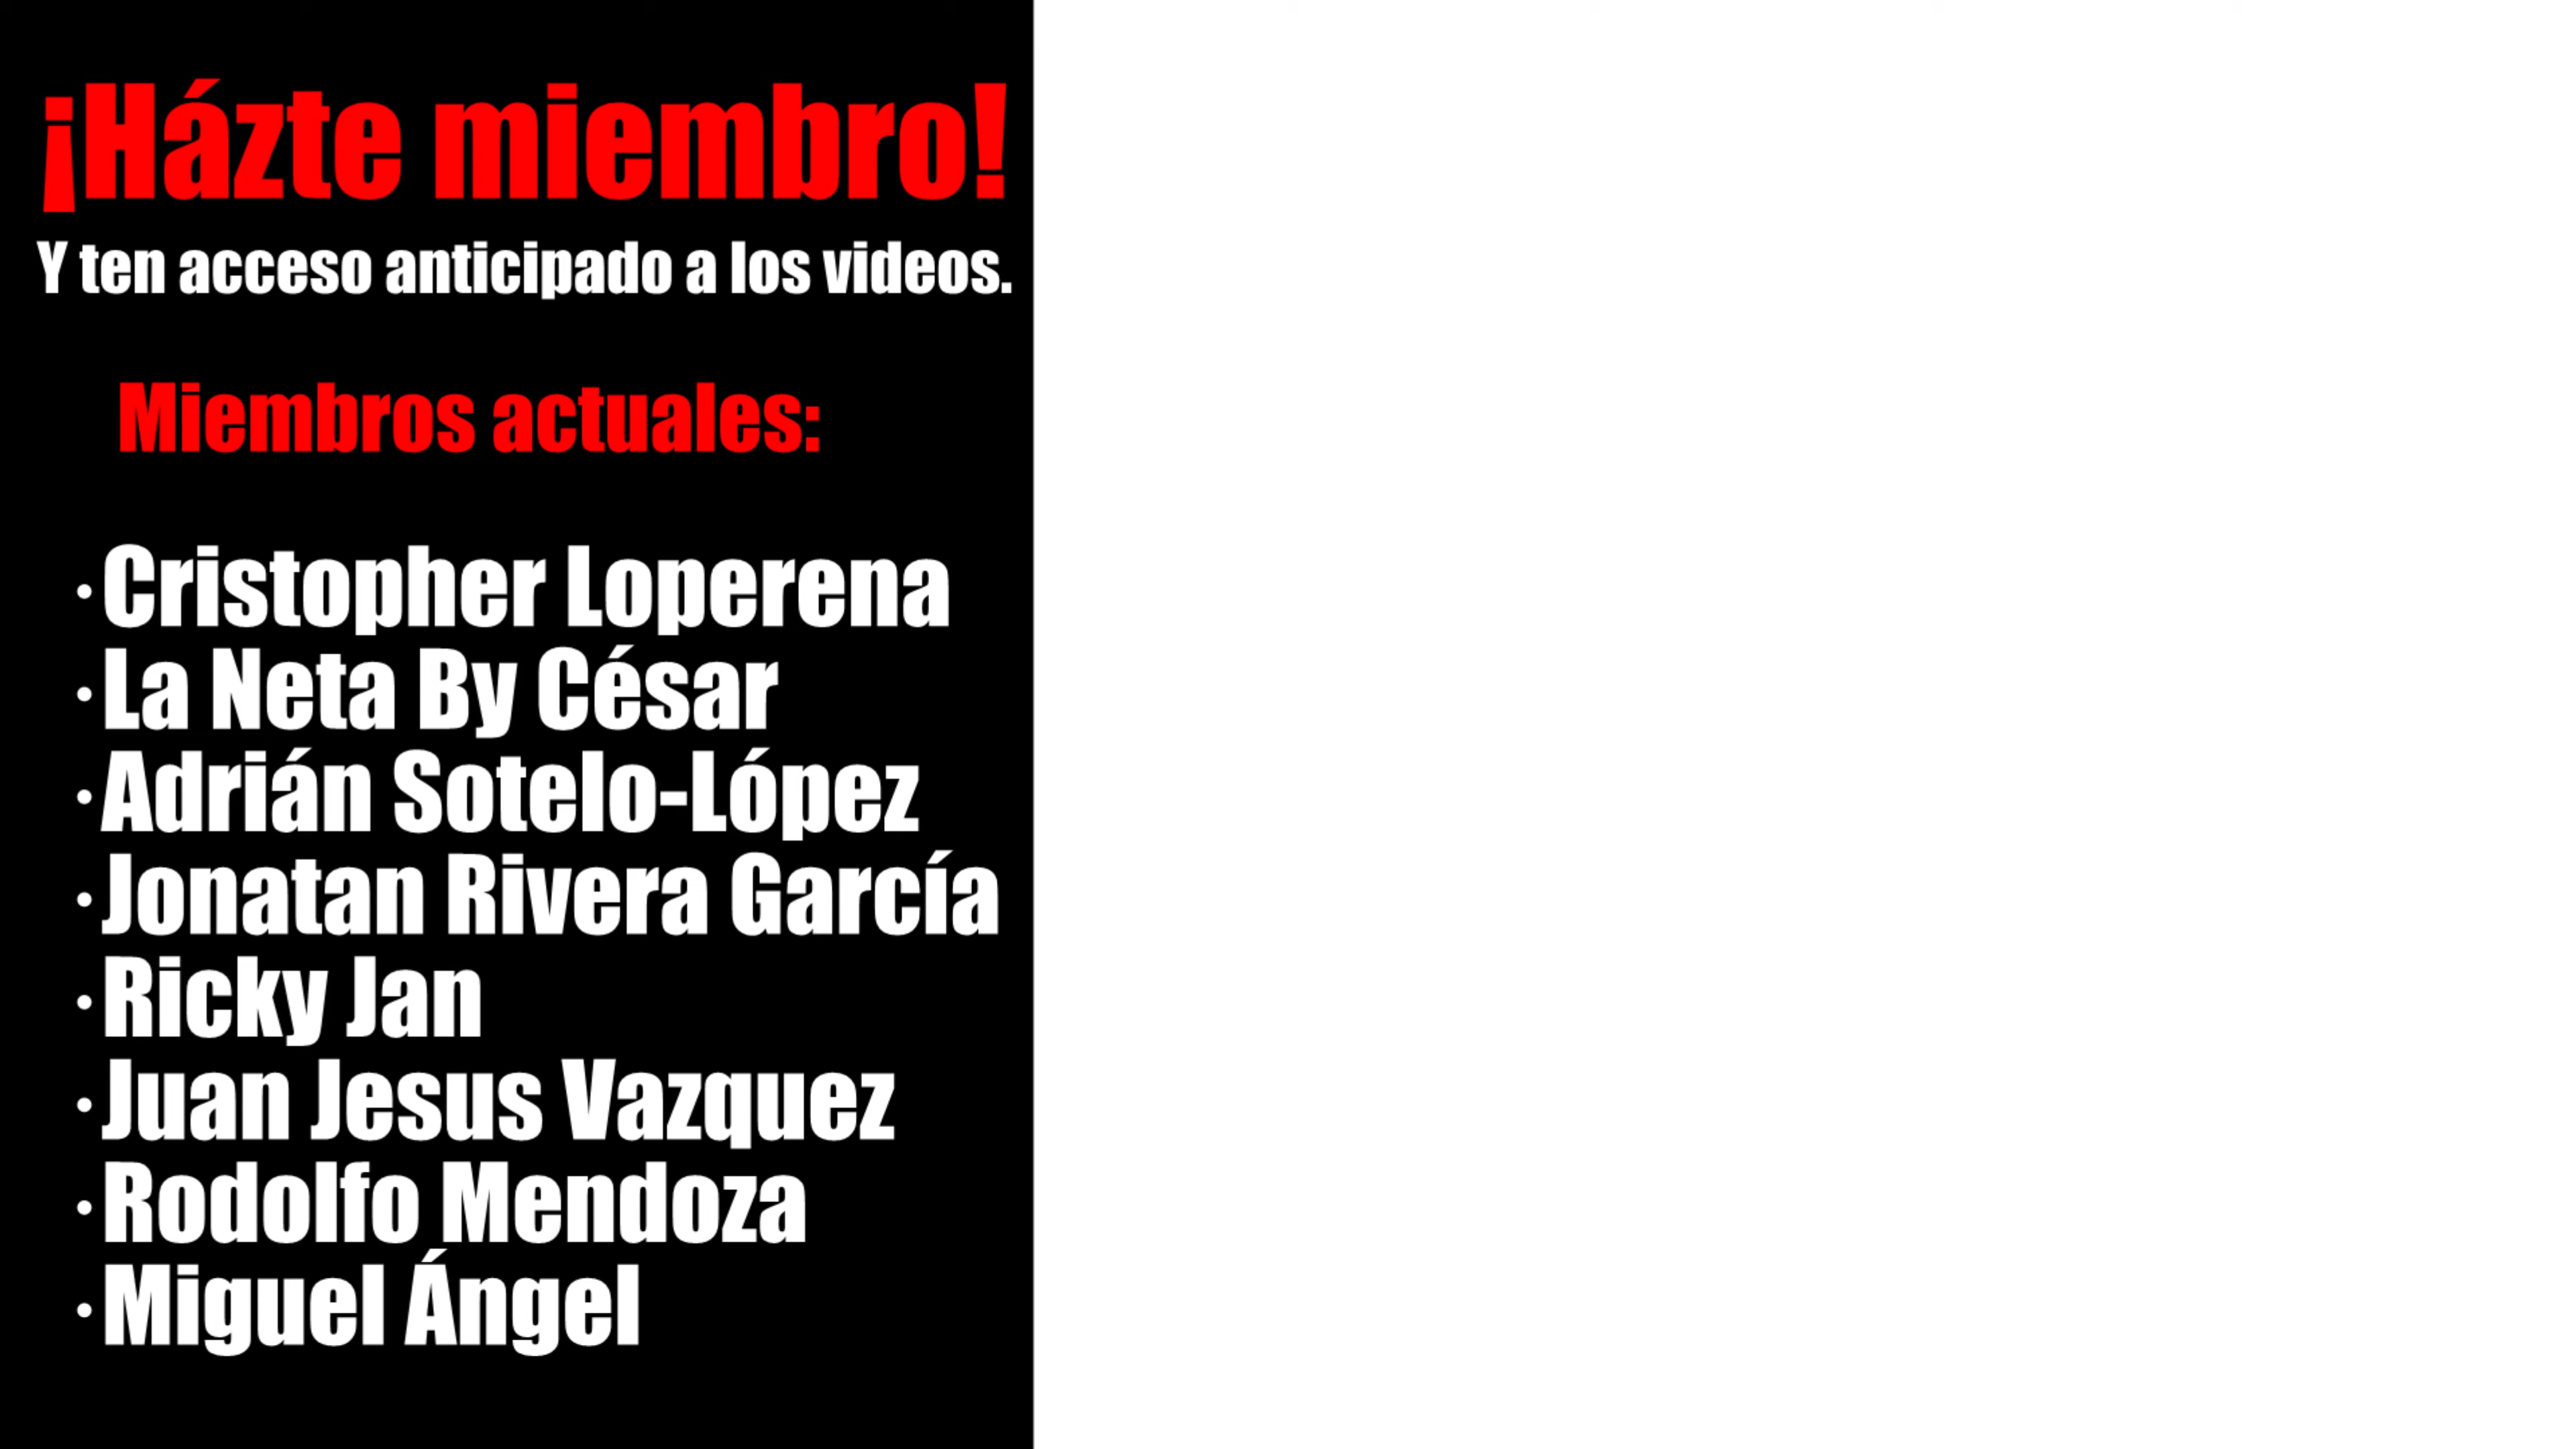 ¡Házte miembro!
Y ten acceso anticipado a los videos.
Miembros actuales:
·Cristopher Loperena
·La Neta By César
·Adrián Sotelo-López
·Jonatan Rivera García
·Ricky Jan
·Juan Jesus Vazquez
·Rodolfo Mendoza
·Miguel Ángel